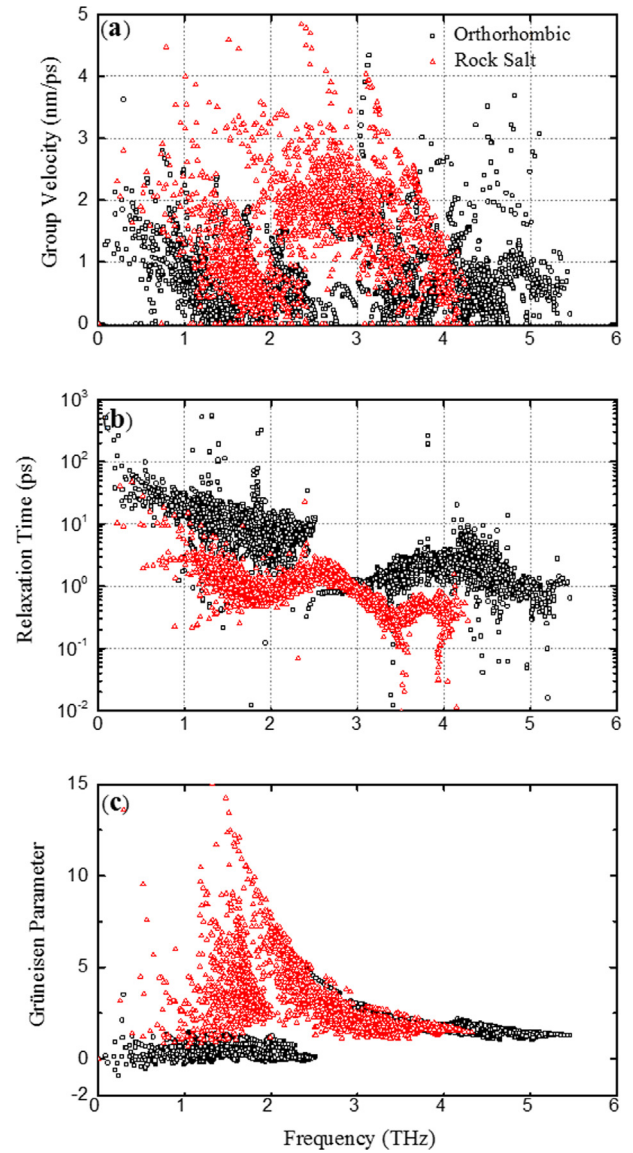 (a)
Orthorhombic
Rock Salt
5
4
3
2
1
0
0 1 2 3 4 5 6
Group Velocity (nm/ps)
(b)
10³
10²
10¹
10⁰
10⁻¹
10⁻²
0 1 2 3 4 5 6
Relaxation Time (ps)
(c)
15
10
5
0
-2
0 1 2 3 4 5 6
Grüneisen Parameter
Frequency (THz)